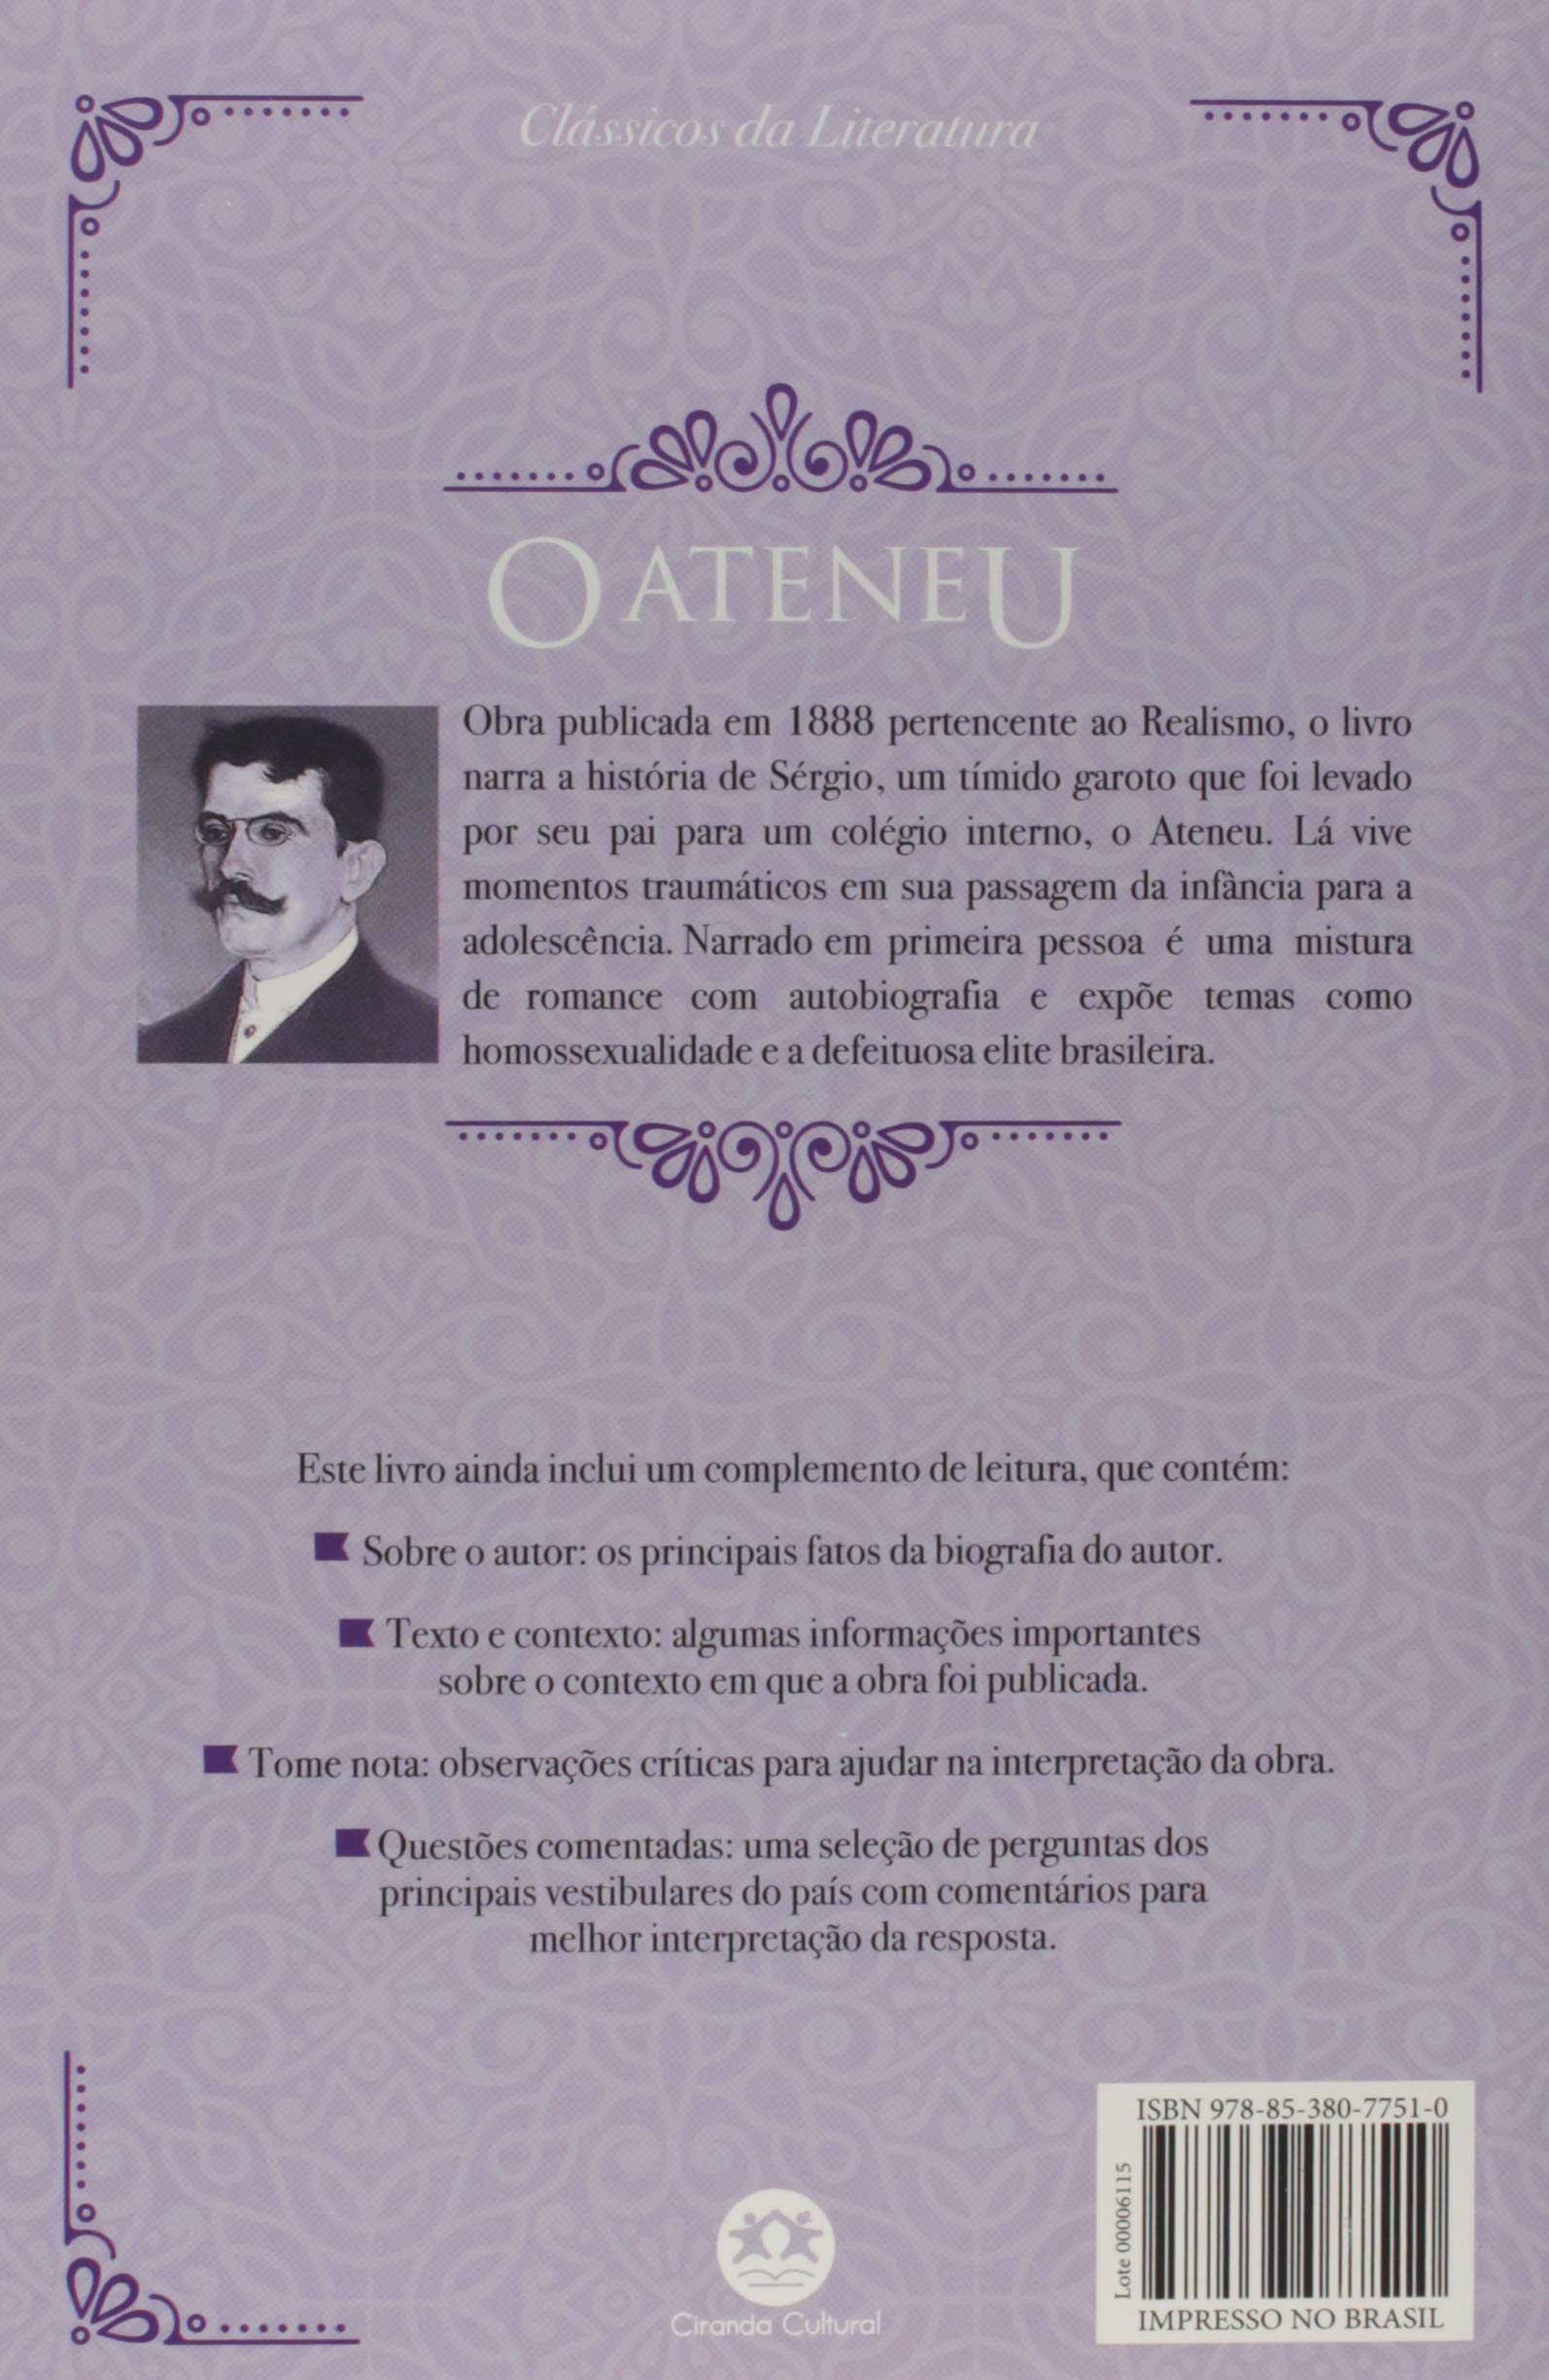 Clássicos da Literatura
O ATENEU
Obra publicada em 1888 pertencente ao Realismo, o livro
narra a história de Sérgio, um tímido garoto que foi levado
por seu pai para um colégio interno, o Ateneu. Lá vive
momentos traumáticos em sua passagem da infância para a
adolescência. Narrado em primeira pessoa é uma mistura
de romance com autobiografia e expõe temas como
homossexualidade e a defeituosa elite brasileira.
Este livro ainda inclui um complemento de leitura, que contém:
Sobre o autor: os principais fatos da biografia do autor.
Texto e contexto: algumas informações importantes
sobre o contexto em que a obra foi publicada.
Tome nota: observações críticas para ajudar na interpretação da obra.
Questões comentadas: uma seleção de perguntas dos
principais vestibulares do país com comentários para
melhor interpretação da resposta.
Ciranda Cultural
ISBN 978-85-380-7751-0
Lote 00006115
IMPRESSO NO BRASIL